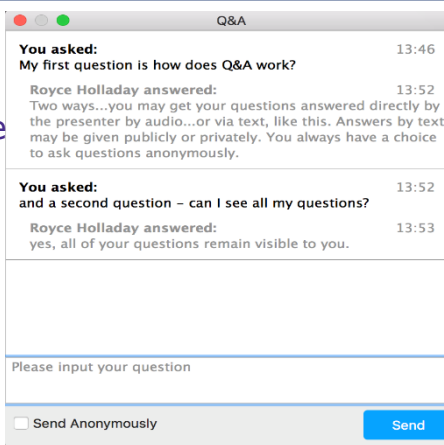 Q&A
You asked: 13:46
My first question is how does Q&A work?
Royce Holladay answered: 13:52
Two ways...you may get your questions answered directly by
the presenter by audio...or via text, like this. Answers by text
may be given publicly or privately. You always have a choice
to ask questions anonymously.
You asked: 13:52
and a second question – can I see all my questions?
Royce Holladay answered: 13:53
yes, all of your questions remain visible to you.
Please input your question
Send Anonymously
Send